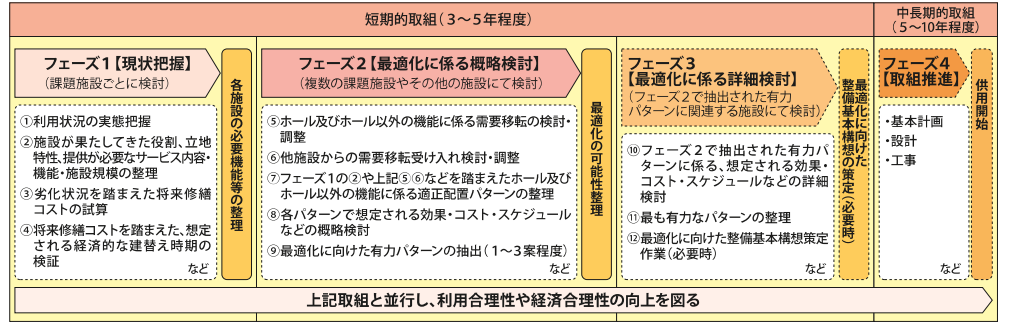 短期的取組(3～5年程度)
中長期的取組
(5～10年程度)
フェーズ1【現状把握】
(課題施設ごとに検討)
①利用状況の実態把握
②施設が果たしてきた役割、立地
特性、提供が必要なサービス内容・
機能・施設規模の整理
③劣化状況を踏まえた将来修繕
コストの試算
④将来修繕コストを踏まえた、想定
される経済的な建替え時期の
検証
など
各施設の必要機能等の整理
フェーズ2【最適化に係る概略検討】
(複数の課題施設やその他の施設にて検討)
⑤ホール及びホール以外の機能に係る需要移転の検討・
調整
⑥他施設からの需要移転受け入れ検討・調整
⑦フェーズ1の②や上記⑤⑥などを踏まえたホール及び
ホール以外の機能に係る適正配置パターンの整理
⑧各パターンで想定される効果・コスト・スケジュール
などの概略検討
⑨最適化に向けた有力パターンの抽出(1～3案程度)
など
最適化の可能性整理
フェーズ3
【最適化に係る詳細検討】
(フェーズ2で抽出された有力
パターンに関連する施設にて検討)
⑩フェーズ2で抽出された有力パ
ターンに係る、想定される効果・
コスト・スケジュールなどの詳細
検討
⑪最も有力なパターンの整理
⑫最適化に向けた整備基本構想策定
作業(必要時)
など
最適化に向けた
整備基本構想の策定(必要時)
フェーズ4
【取組推進】
・基本計画
・設計
・工事
など
供用開始
上記取組と並行し、利用合理性や経済合理性の向上を図る